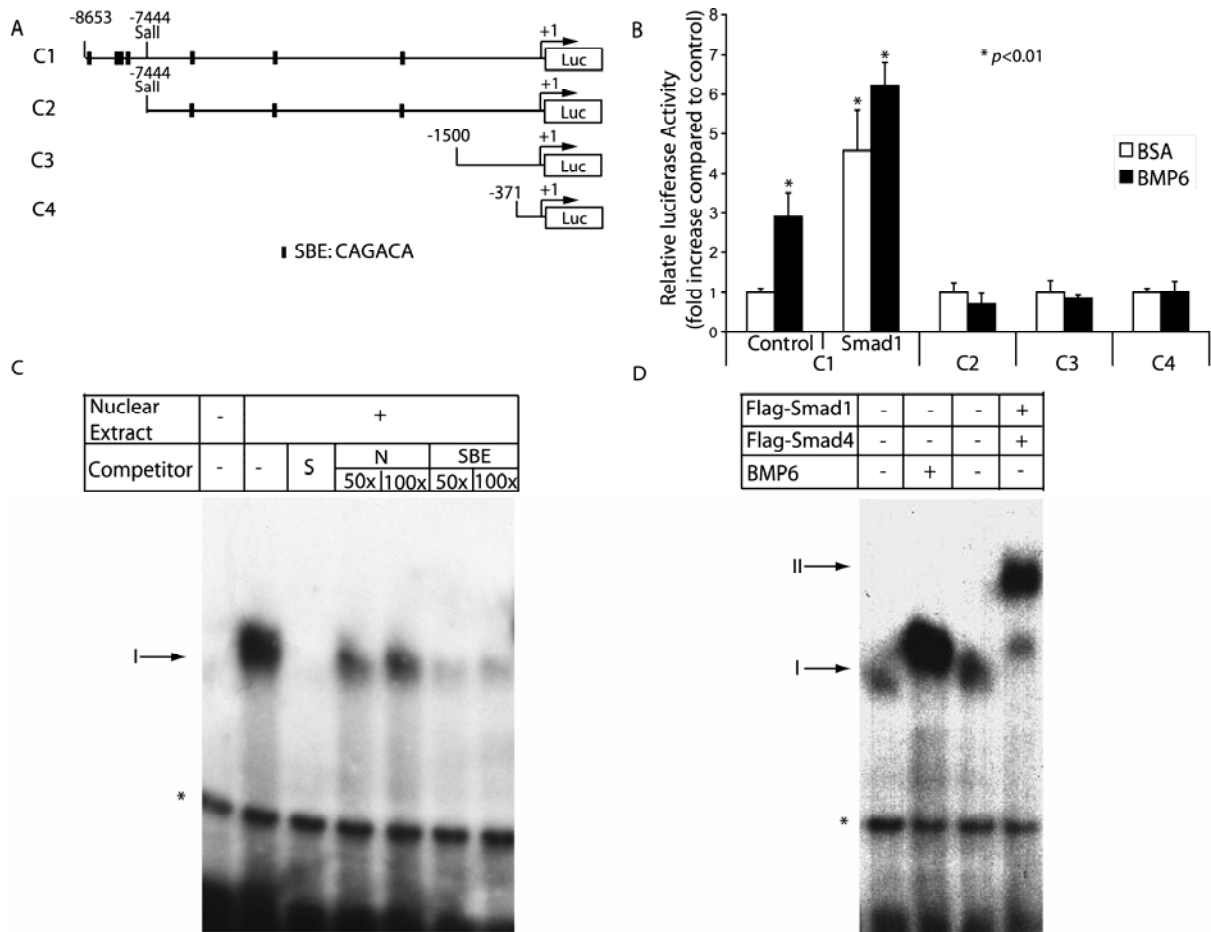 A
-8653
-7444
SalI
+1
C1
Luc
-7444
SalI
+1
C2
Luc
-1500
+1
C3
Luc
-371
+1
C4
Luc
SBE: CAGACA
B
Relative luciferase Activity
(fold increase compared to control)
8
7
6
5
4
3
2
1
0
* p<0.01
*
*
*
BSA
BMP6
Control
Smad1
C1
C2
C3
C4
C
Nuclear Extract
-
+
Competitor
-
-
S
N
SBE
50x
100x
50x
100x
I
*
D
Flag-Smad1
-
-
-
+
Flag-Smad4
-
-
-
+
BMP6
-
+
-
-
II
I
*